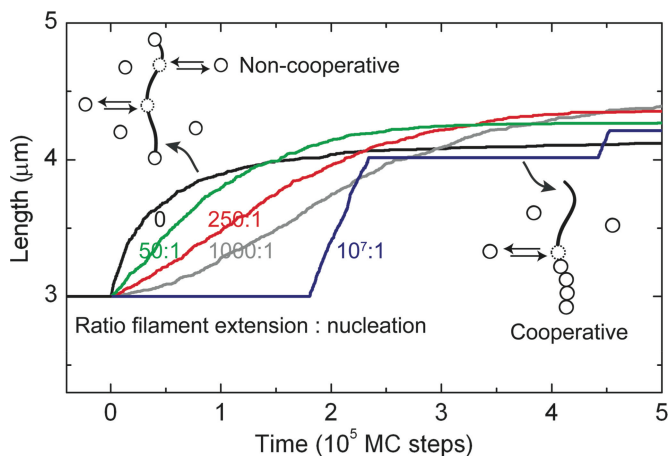 Non-cooperative
Length (μm)
5
4
3
0
50:1
250:1
1000:1
10⁷:1
Ratio filament extension : nucleation
Cooperative
0
1
2
3
4
5
Time (10⁵ MC steps)